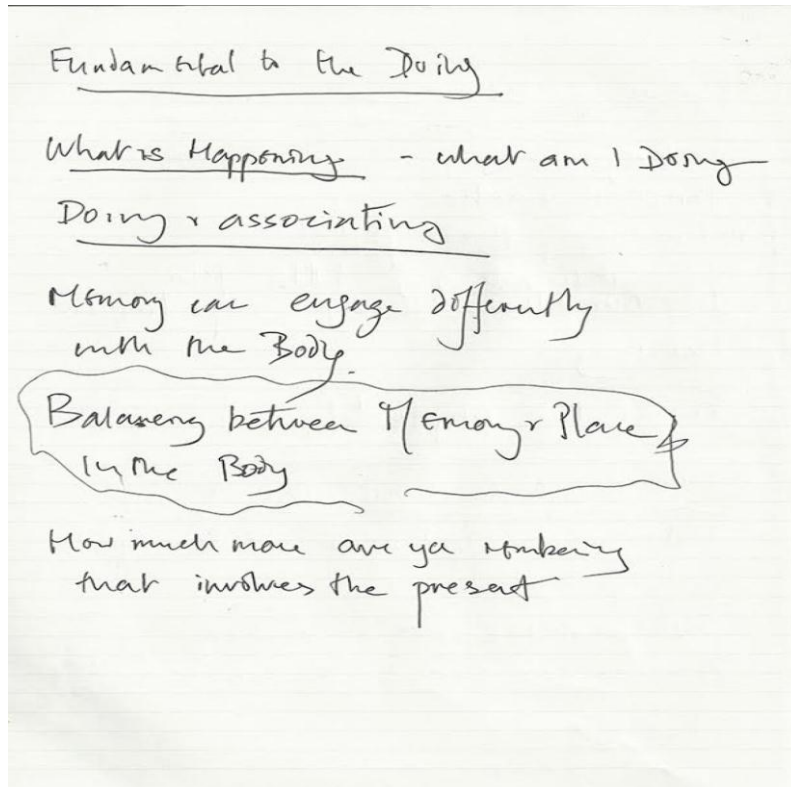 Fundamental to the Doing
What is Happening - what am I Doing
Doing & associating
Memory can engage differently
with the Body.
Balancing between Memory & Place
in the Body
How much more are you
that involves the present